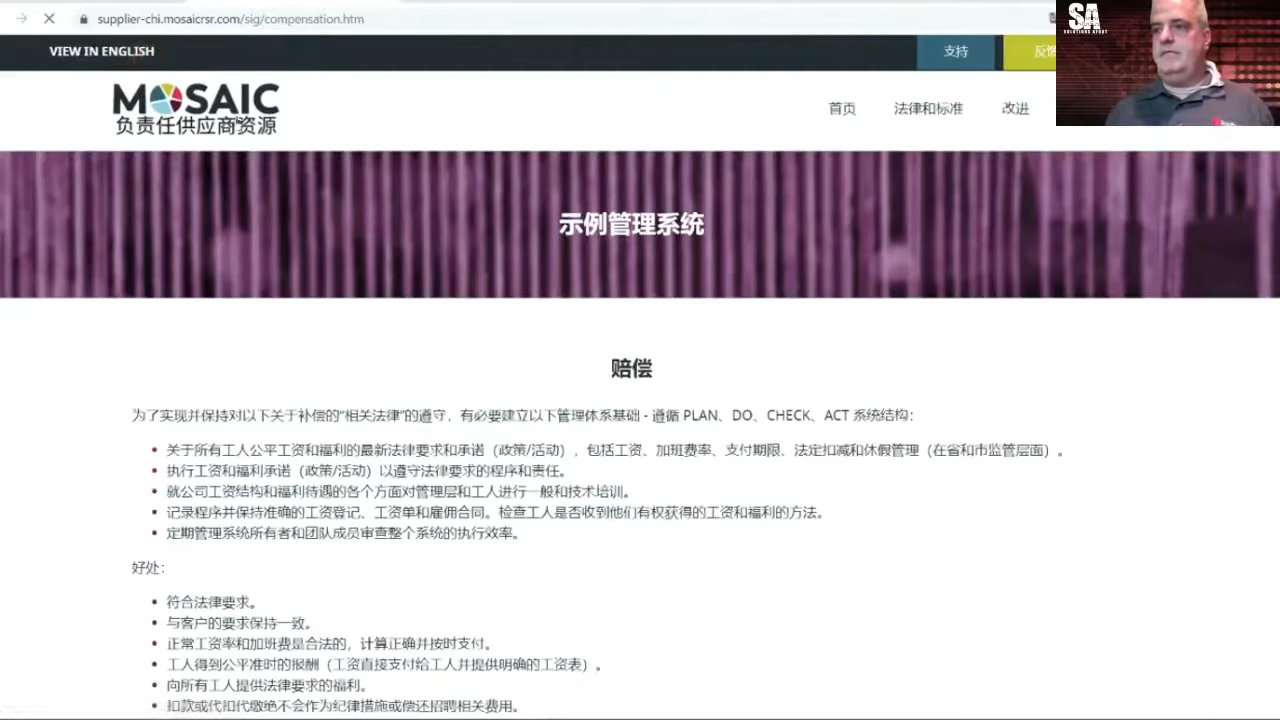 supplier-chi.mosaicrsr.com/sig/compensation.htm
VIEW IN ENGLISH
支持
反馈
SA
SOLUTIONS AFOOT
MOSAIC
负责任供应商资源
首页
法律和标准
改进
示例管理系统
赔偿
为了实现并保持对以下关于补偿的“相关法律”的遵守，有必要建立以下管理体系基础 - 遵循 PLAN、DO、CHECK、ACT 系统结构：
• 关于所有工人公平工资和福利的最新法律要求和承诺（政策/活动），包括工资、加班费率、支付期限、法定扣减和休假管理（在省和市监管层面）。
• 执行工资和福利承诺（政策/活动）以遵守法律要求的程序和责任。
• 就公司工资结构和福利待遇的各个方面对管理层和工人进行一般和技术培训。
• 记录程序并保持准确的工资登记、工资单和雇佣合同。检查工人是否收到他们有权获得的工资和福利的方法。
• 定期管理系统所有者和团队成员审查整个系统的执行效率。
好处：
• 符合法律要求。
• 与客户的要求保持一致。
• 正常工资率和加班费是合法的，计算正确并按时支付。
• 工人得到公平准时的报酬（工资直接支付给工人并提供明确的工资表）。
• 向所有工人提供法律要求的福利。
• 扣款或代扣代缴绝不会作为纪律措施或偿还招聘相关费用。